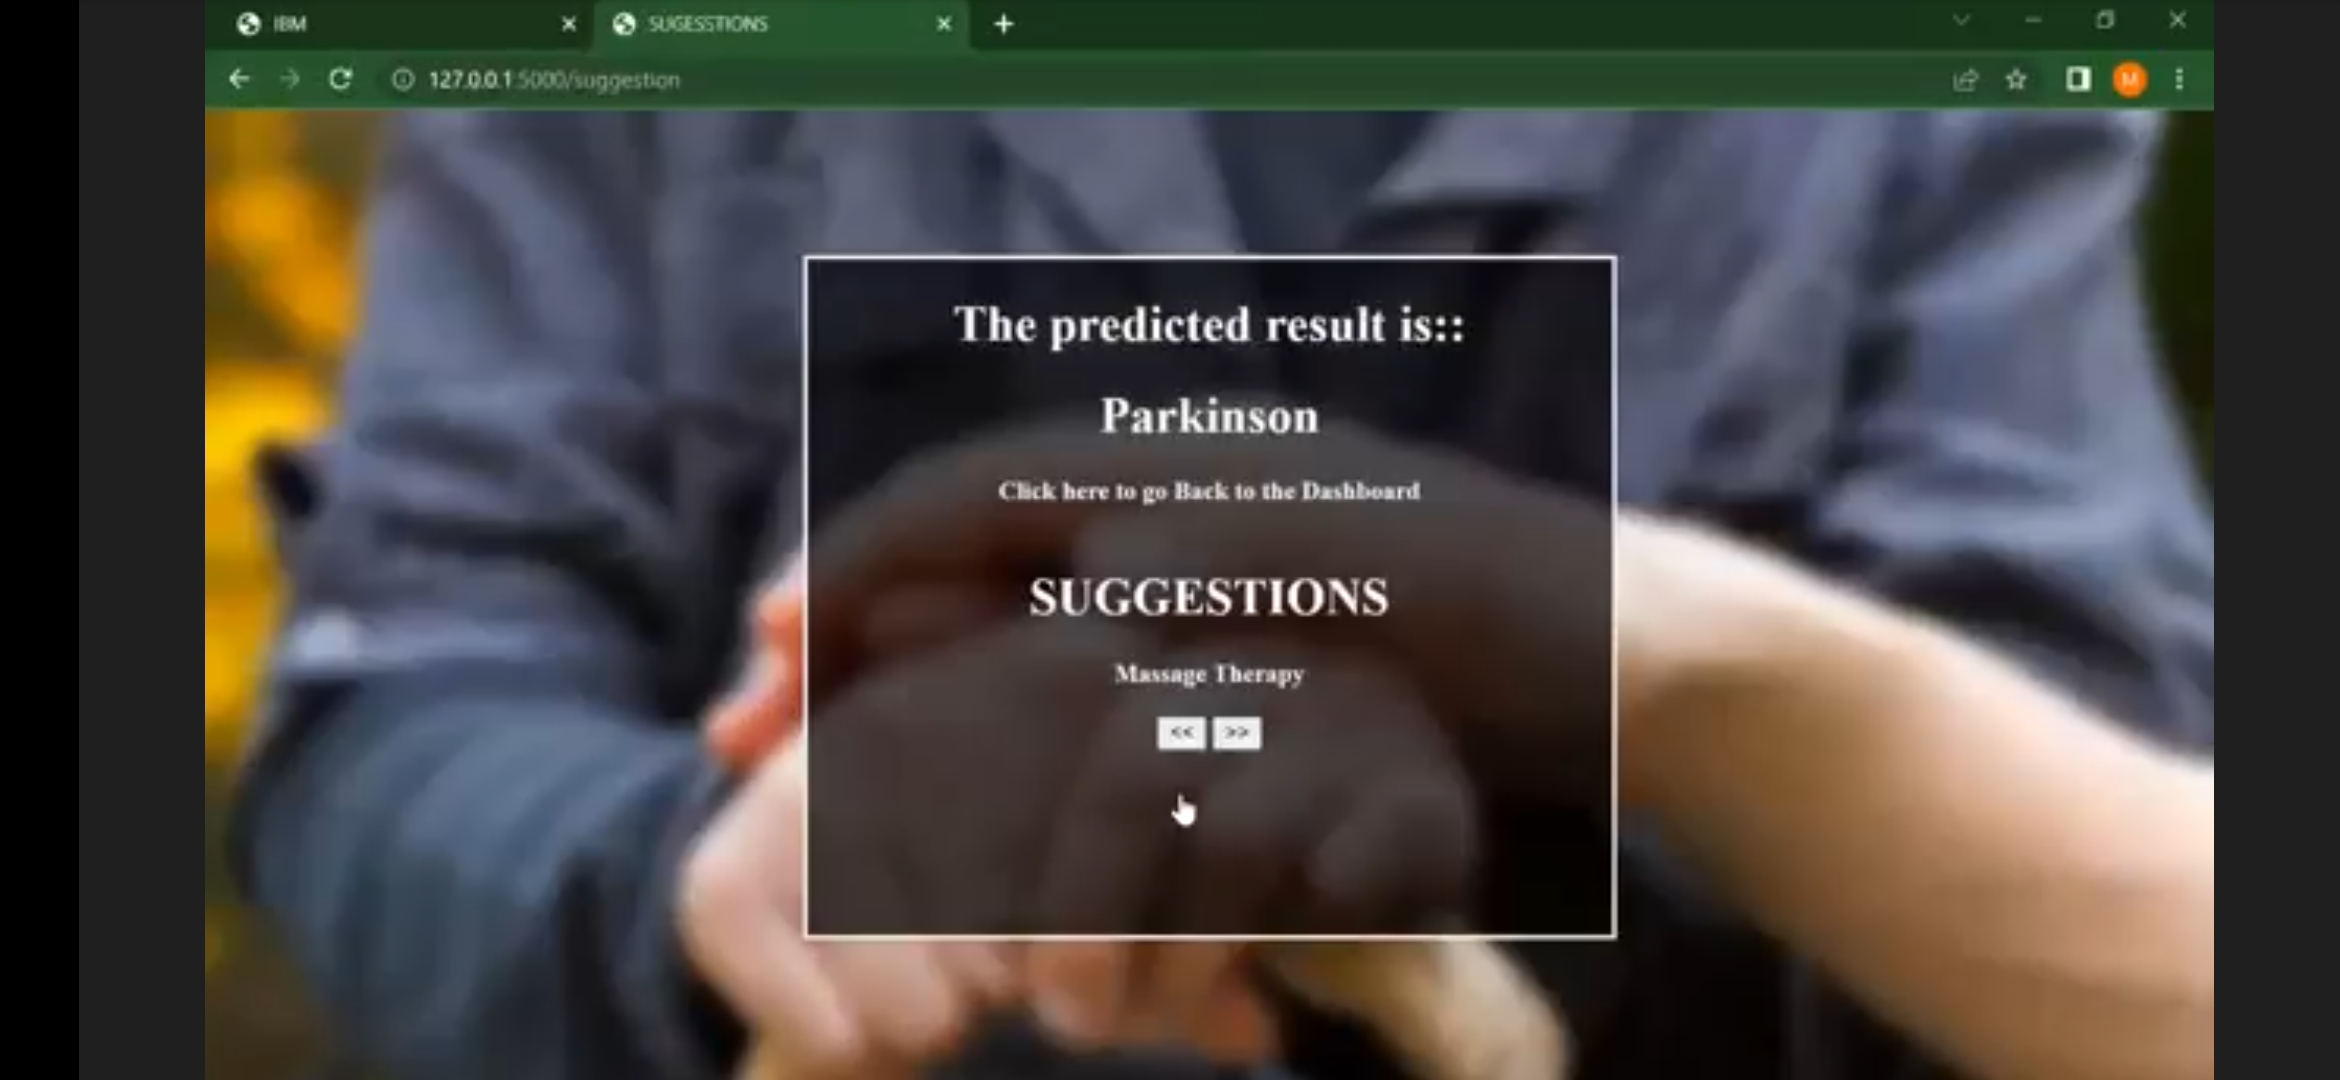 IBM
SUGESSTIONS
127.0.0.1:5000/suggestion
M
The predicted result is::
Parkinson
Click here to go Back to the Dashboard
SUGGESTIONS
Massage Therapy
<< >>